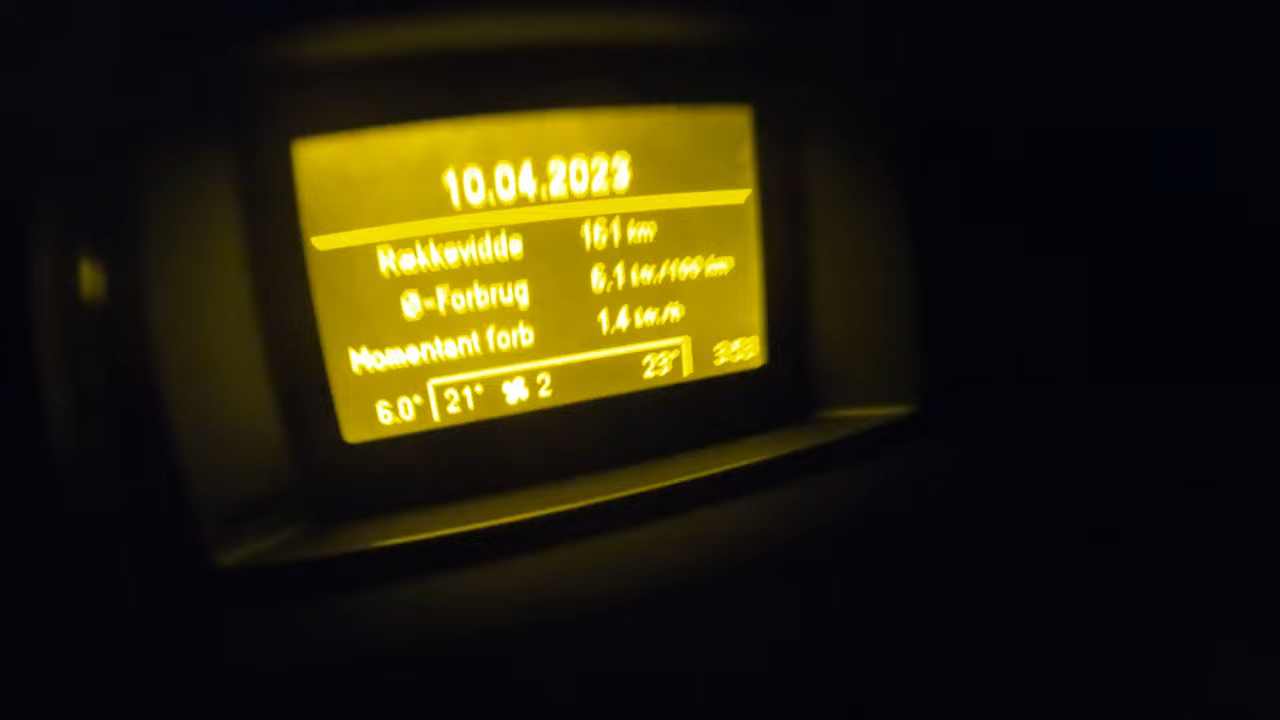 10.04.2023
Rækkevidde 161 km
Ø-Forbrug 6,1 Ltr./100 km
Momentant forb 1,4 Ltr./h
6.0° 21° 2 23°